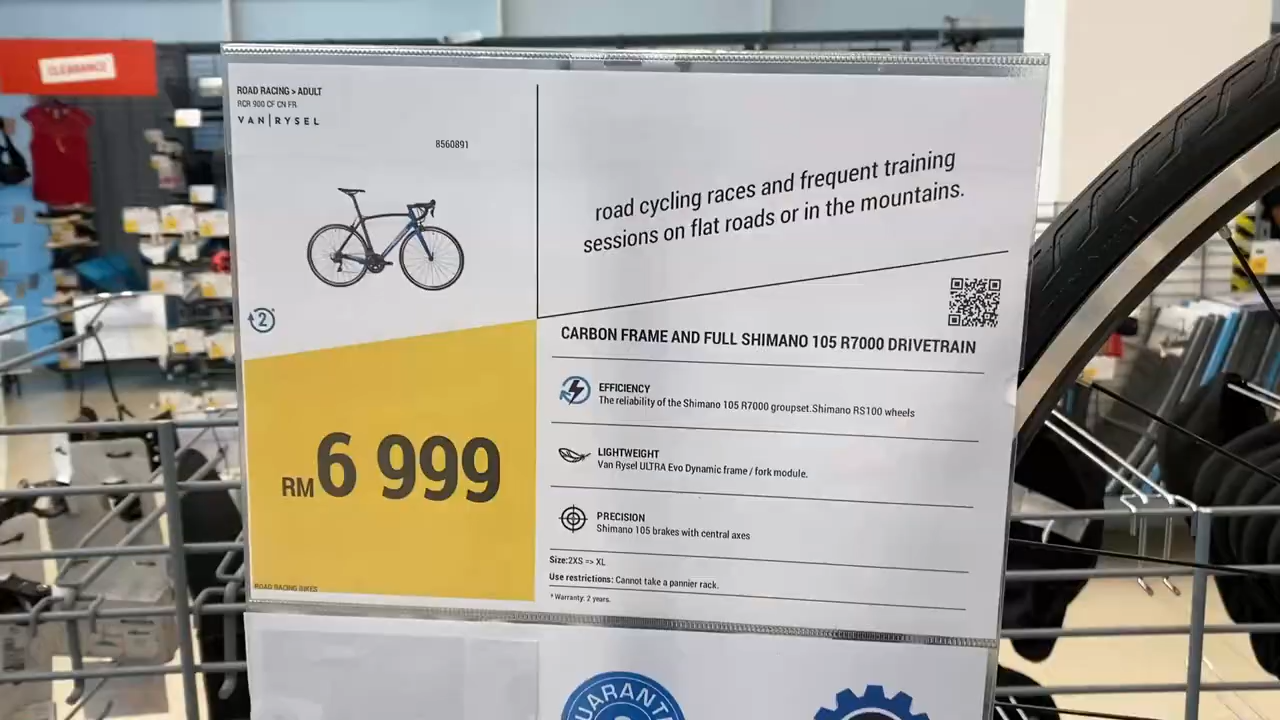 CLEARANCE
ROAD RACING > ADULT
RCR 900 CF CN FR
VAN|RYSEL
8560891
2
road cycling races and frequent training
sessions on flat roads or in the mountains.
CARBON FRAME AND FULL SHIMANO 105 R7000 DRIVETRAIN
EFFICIENCY
The reliability of the Shimano 105 R7000 groupset.Shimano RS100 wheels
LIGHTWEIGHT
Van Rysel ULTRA Evo Dynamic frame / fork module.
PRECISION
Shimano 105 brakes with central axes
Size:2XS => XL
Use restrictions: Cannot take a pannier rack.
* Warranty: 2 years.
RM6 999
ROAD RACING BIKES